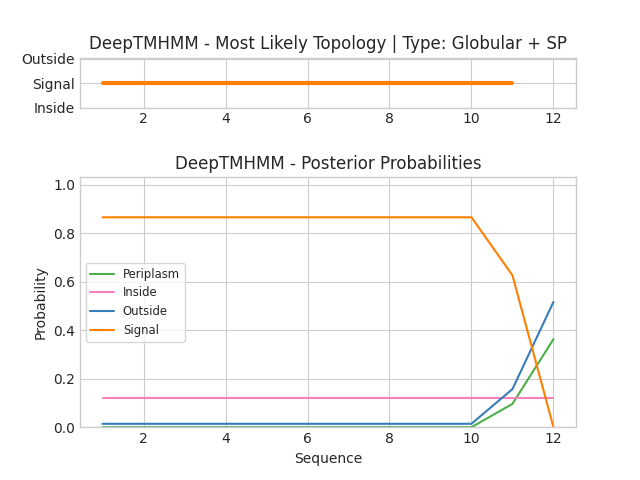 DeepTMHMM - Most Likely Topology | Type: Globular + SP
Outside
Signal
Inside
2 4 6 8 10 12
DeepTMHMM - Posterior Probabilities
1.0
0.8
0.6
0.4
0.2
0.0
Probability
Periplasm
Inside
Outside
Signal
2 4 6 8 10 12
Sequence